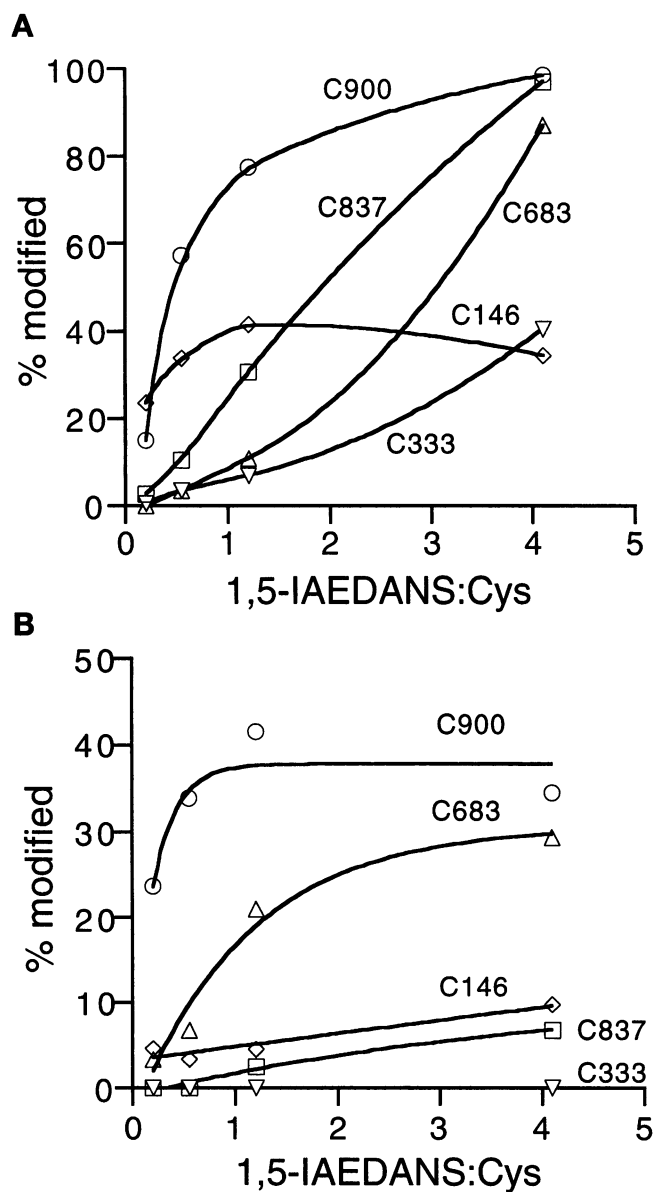 A
100
80
60
40
20
0
% modified
C900
C837
C683
C146
C333
0 1 2 3 4 5
1,5-IAEDANS:Cys
B
50
40
30
20
10
0
% modified
C900
C683
C146
C837
C333
0 1 2 3 4 5
1,5-IAEDANS:Cys